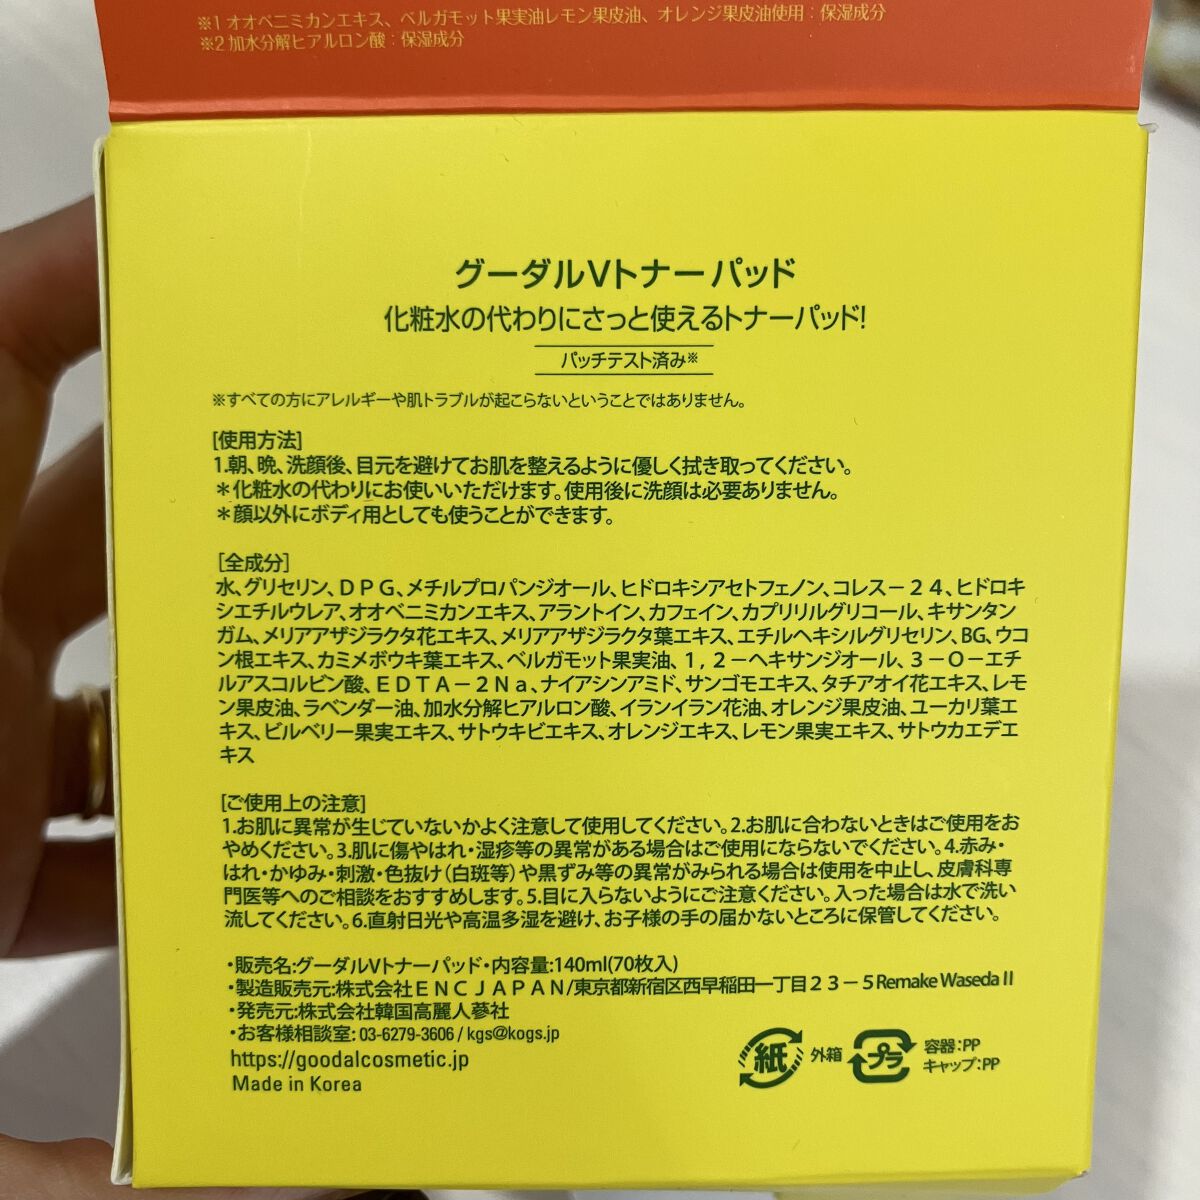 ※1 オオベニミカンエキス、ベルガモット果実油レモン果皮油、オレンジ果皮油使用：保湿成分
※2 加水分解ヒアルロン酸：保湿成分
グーダルVトナーパッド
化粧水の代わりにさっと使えるトナーパッド!
パッチテスト済み※
※すべての方にアレルギーや肌トラブルが起こらないということではありません。
[使用方法]
1.朝、晩、洗顔後、目元を避けてお肌を整えるように優しく拭き取ってください。
＊化粧水の代わりにお使いいただけます。使用後に洗顔は必要ありません。
＊顔以外にボディ用としても使うことができます。
[全成分]
水、グリセリン、ＤＰＧ、メチルプロパンジオール、ヒドロキシアセトフェノン、コレス－２４、ヒドロキ
シエチルウレア、オオベニミカンエキス、アラントイン、カフェイン、カプリリルグリコール、キサンタン
ガム、メリアアザジラクタ花エキス、メリアアザジラクタ葉エキス、エチルヘキシルグリセリン、BG、ウコ
ン根エキス、カミメボウキ葉エキス、ベルガモット果実油、１，２－ヘキサンジオール、３－Ｏ－エチ
ルアスコルビン酸、ＥＤＴＡ－２Ｎａ、ナイアシンアミド、サンゴモエキス、タチアオイ花エキス、レモ
ン果皮油、ラベンダー油、加水分解ヒアルロン酸、イランイラン花油、オレンジ果皮油、ユーカリ葉エ
キス、ビルベリー果実エキス、サトウキビエキス、オレンジエキス、レモン果実エキス、サトウカエデエ
キス
[ご使用上の注意]
1.お肌に異常が生じていないかよく注意して使用してください。2.お肌に合わないときはご使用をお
やめください。3.肌に傷やはれ・湿疹等の異常がある場合はご使用にならないでください。4.赤み・
はれ・かゆみ・刺激・色抜け(白斑等)や黒ずみ等の異常がみられる場合は使用を中止し、皮膚科専
門医等へのご相談をおすすめします。5.目に入らないようにご注意ください。入った場合は水で洗い
流してください。6.直射日光や高温多湿を避け、お子様の手の届かないところに保管してください。
・販売名:グーダルVトナーパッド・内容量:140ml(70枚入)
・製造販売元:株式会社ＥＮＣ ＪＡＰＡＮ/東京都新宿区西早稲田一丁目２３－５Remake Waseda II
・発売元:株式会社韓国高麗人蔘社
・お客様相談室: 03-6279-3606 / kgs@kogs.jp
https://goodalcosmetic.jp
Made in Korea
紙 外箱 プラ 容器:PP
キャップ:PP